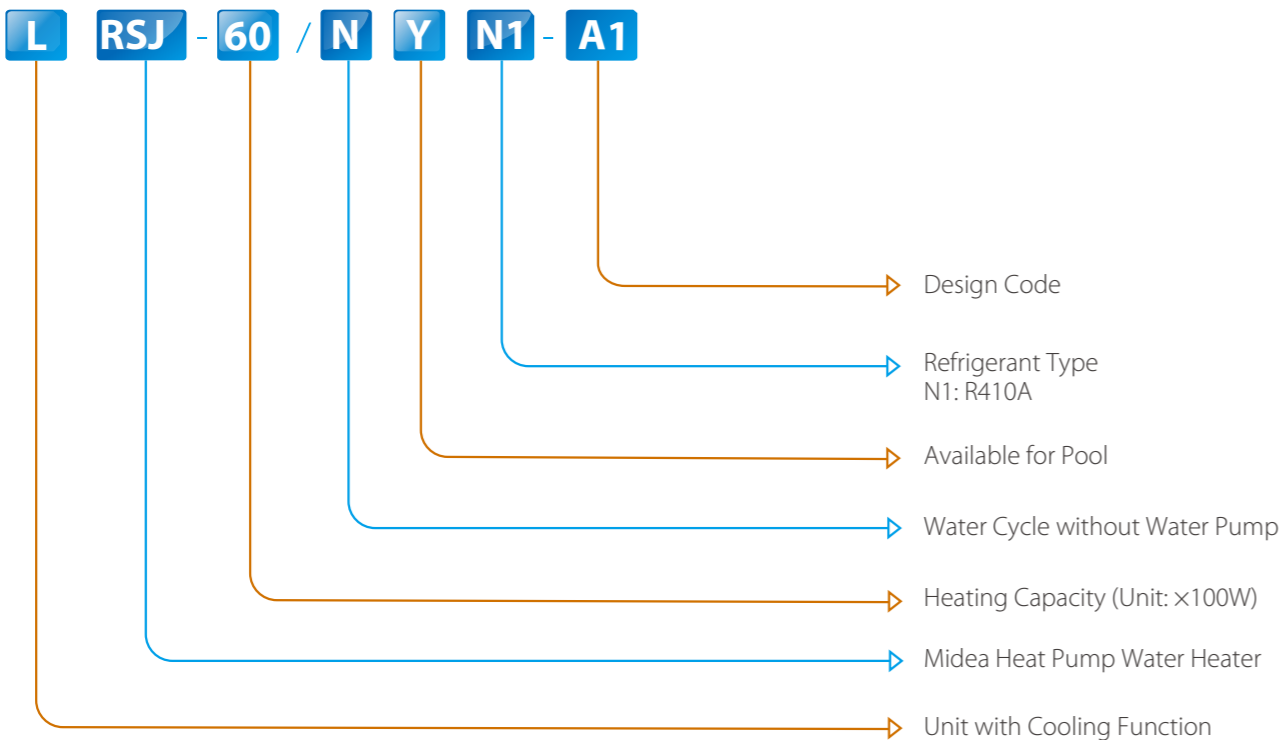 L RSJ - 60 / N Y N1 - A1
Design Code
Refrigerant Type
N1: R410A
Available for Pool
Water Cycle without Water Pump
Heating Capacity (Unit: ×100W)
Midea Heat Pump Water Heater
Unit with Cooling Function